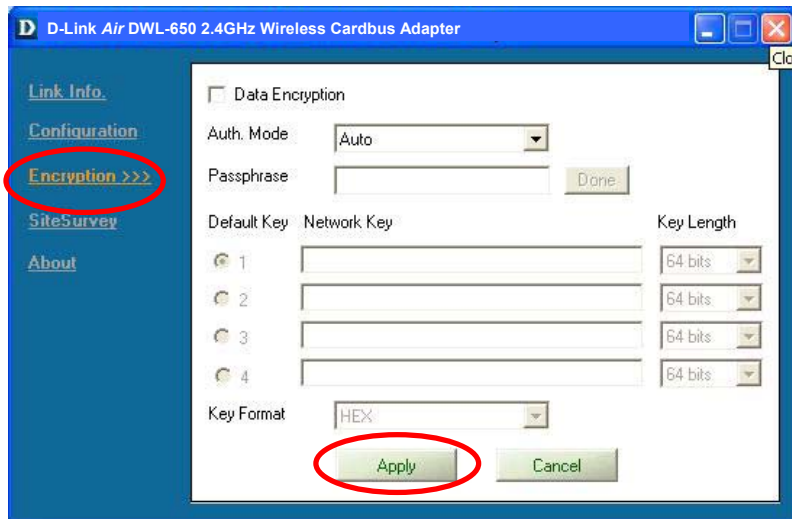 D D-Link Air DWL-650 2.4GHz Wireless Cardbus Adapter
Clo
Link Info.
Configuration
Encryption >>>
SiteSurvey
About
Data Encryption
Auth. Mode Auto
Passphrase Done
Default Key Network Key Key Length
1 64 bits
2 64 bits
3 64 bits
4 64 bits
Key Format HEX
Apply Cancel